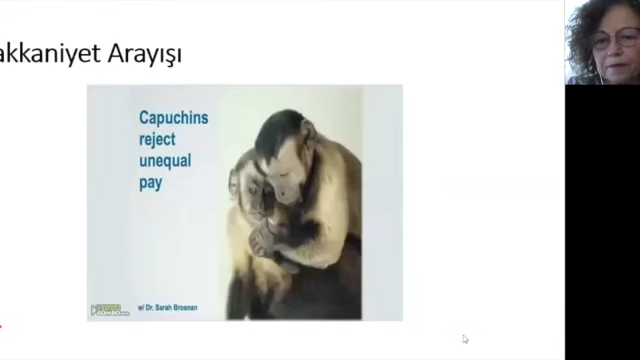 akkaniyet Arayışı
Capuchins
reject
unequal
pay
w/ Dr. Sarah Brosnan